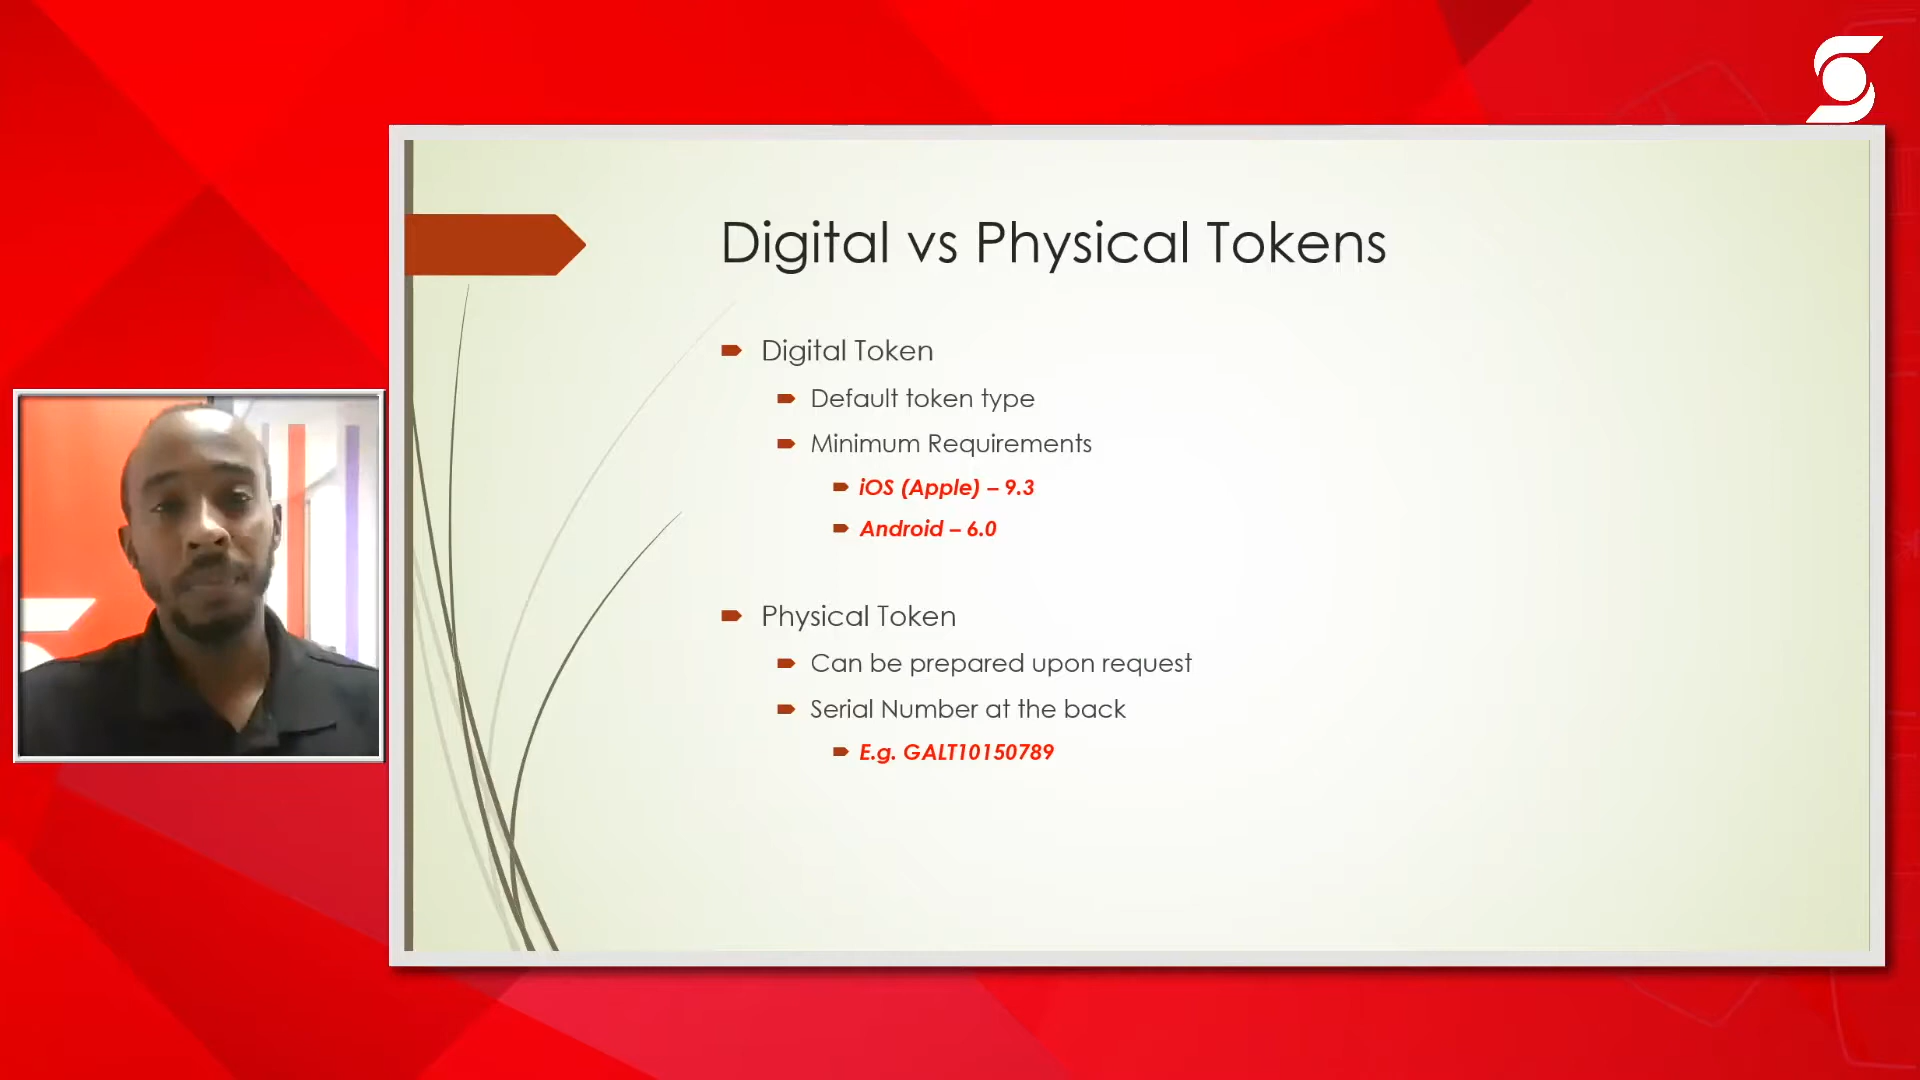 Digital vs Physical Tokens
Digital Token
Default token type
Minimum Requirements
iOS (Apple) – 9.3
Android – 6.0
Physical Token
Can be prepared upon request
Serial Number at the back
E.g. GALT10150789